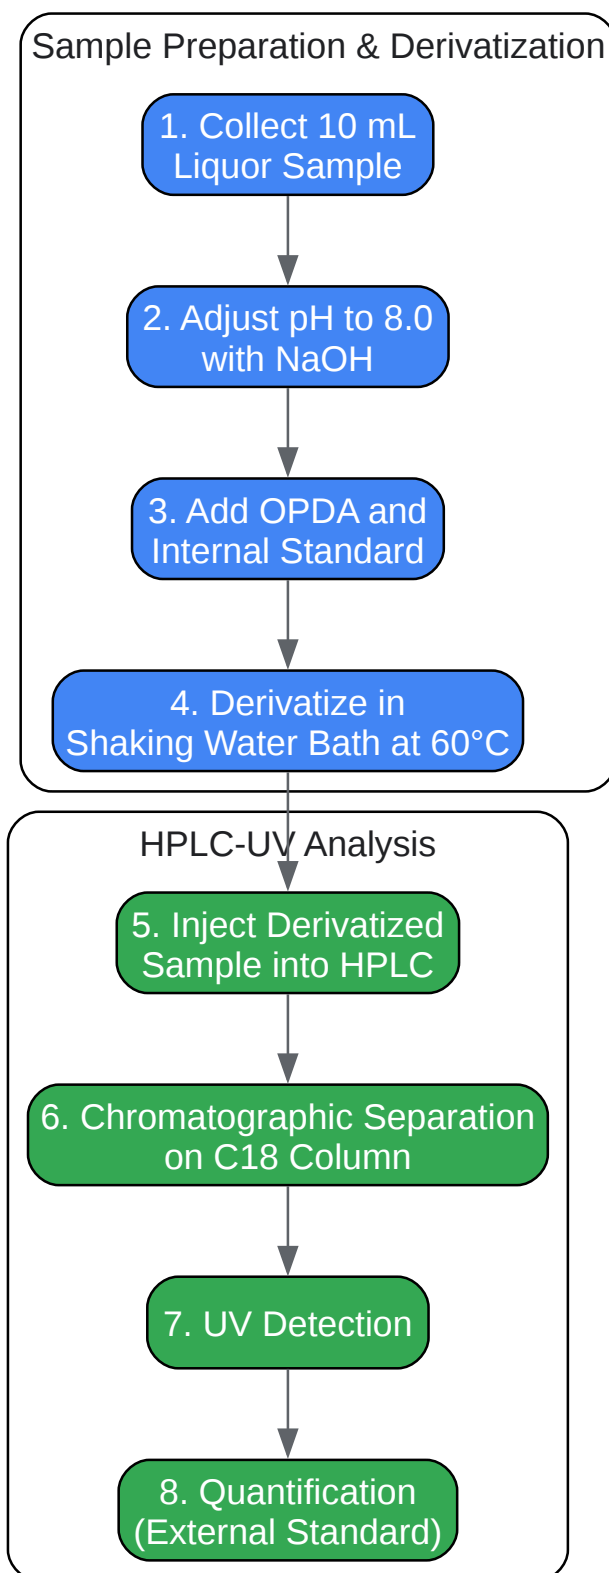 Sample Preparation & Derivatization
1. Collect 10 mL
Liquor Sample
2. Adjust pH to 8.0
with NaOH
3. Add OPDA and
Internal Standard
4. Derivatize in
Shaking Water Bath at 60°C
HPLC-UV Analysis
5. Inject Derivatized
Sample into HPLC
6. Chromatographic Separation
on C18 Column
7. UV Detection
8. Quantification
(External Standard)